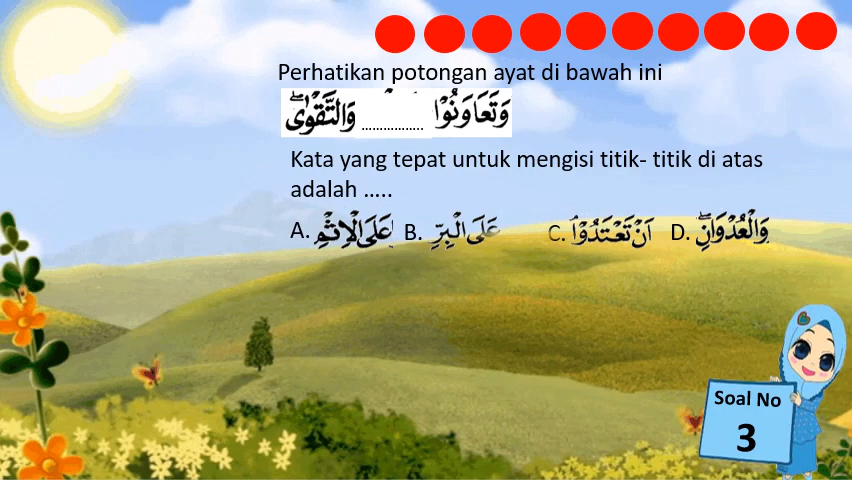 Perhatikan potongan ayat di bawah ini
وَتَعَاوَنُوْا ................ وَالتَّقْوٰىۖ
Kata yang tepat untuk mengisi titik- titik di atas
adalah .....
A. عَلَى الْاِثْمِ B. عَلَى الْبِرِّ C. اَنْ تَعْتَدُوْاۘ D. وَالْعُدْوَانِۖ
Soal No
3